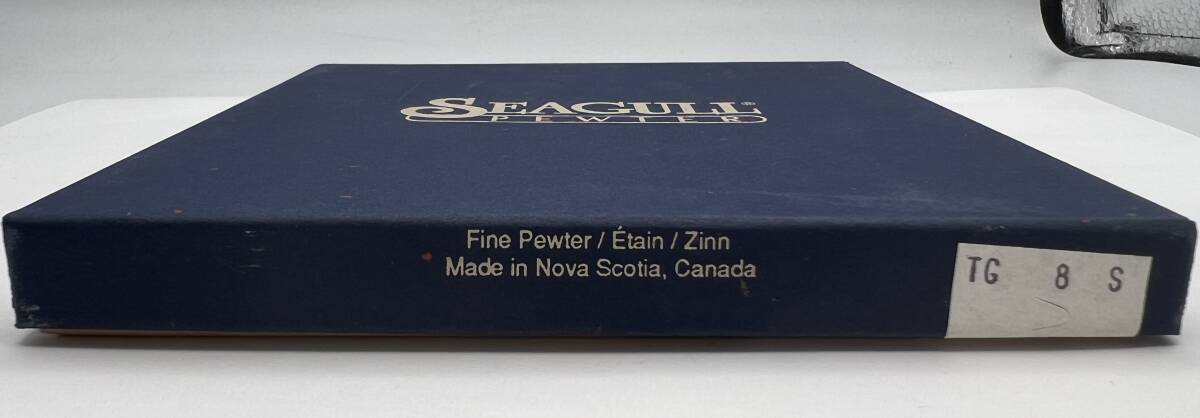 SEAGULL®
PEWTER
Fine Pewter / Étain / Zinn
Made in Nova Scotia, Canada
TG 8 S